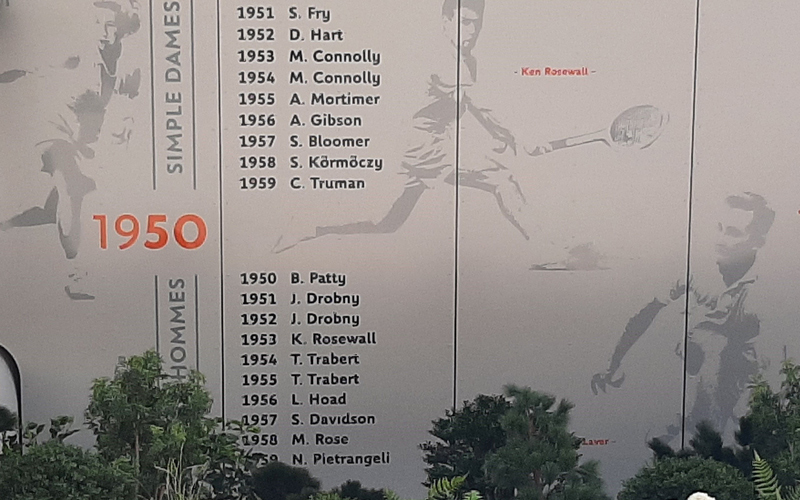 SIMPLE DAMES
1951 S. Fry
1952 D. Hart
1953 M. Connolly
1954 M. Connolly
1955 A. Mortimer
1956 A. Gibson
1957 S. Bloomer
1958 S. Körmöczy
1959 C. Truman
- Ken Rosewall -
1950
HOMMES
1950 B. Patty
1951 J. Drobny
1952 J. Drobny
1953 K. Rosewall
1954 T. Trabert
1955 T. Trabert
1956 L. Hoad
1957 S. Davidson
1958 M. Rose
59 N. Pietrangeli
Laver -